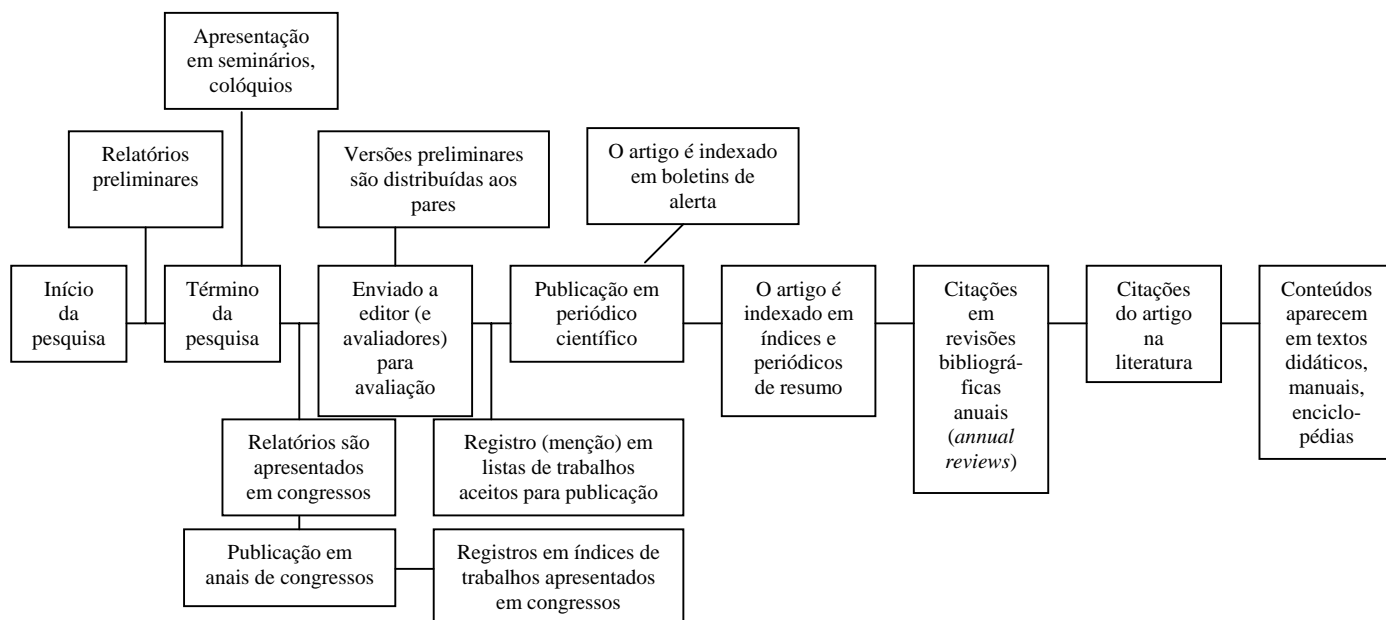 Apresentação
em seminários,
colóquios
Relatórios
preliminares
Versões preliminares
são distribuídas aos
pares
O artigo é indexado
em boletins de
alerta
Início
da
pesquisa
Término
da
pesquisa
Enviado a
editor (e
avaliadores)
para
avaliação
Publicação em
periódico
científico
O artigo é
indexado em
índices e
periódicos
de resumo
Citações
em
revisões
bibliográ-
ficas
anuais
(annual
reviews)
Citações
do artigo
na
literatura
Conteúdos
aparecem
em textos
didáticos,
manuais,
enciclo-
pédias
Relatórios são
apresentados
em congressos
Registro (menção) em
listas de trabalhos
aceitos para publicação
Publicação em
anais de congressos
Registros em índices de
trabalhos apresentados
em congressos